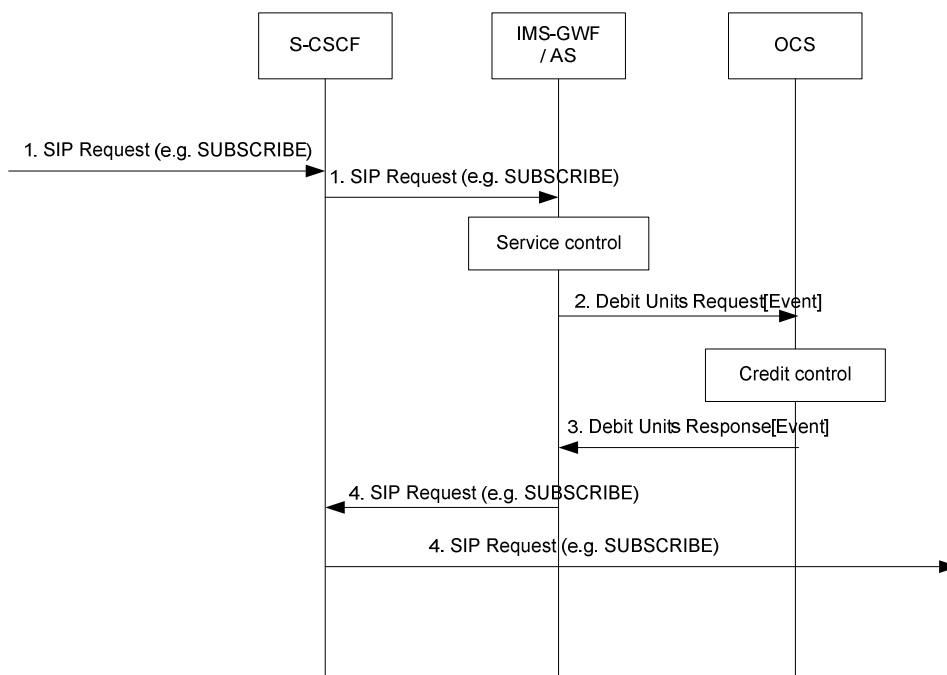 S-CSCF
IMS-GWF
/ AS
OCS
1. SIP Request (e.g. SUBSCRIBE)
1. SIP Request (e.g. SUBSCRIBE)
Service control
2. Debit Units Request[Event]
Credit control
3. Debit Units Response[Event]
4. SIP Request (e.g. SUBSCRIBE)
4. SIP Request (e.g. SUBSCRIBE)